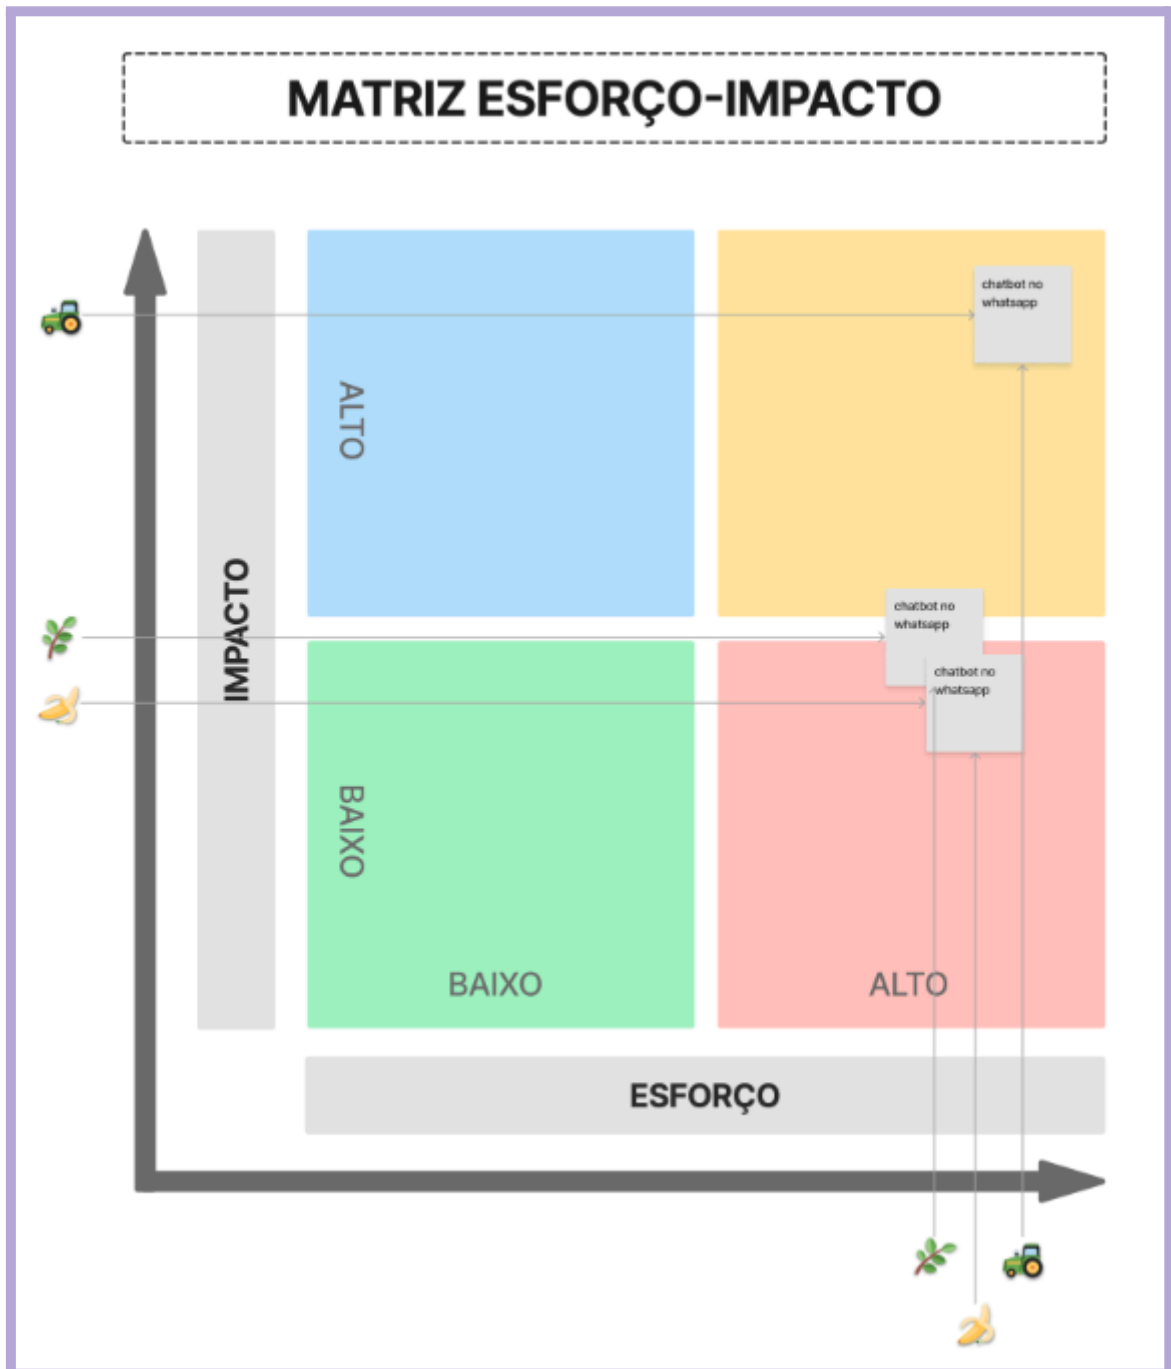 MATRIZ ESFORÇO-IMPACTO
chatbot no
whatsapp
ALTO
IMPACTO
chatbot no
whatsapp
chatbot no
whatsapp
BAIXO
BAIXO
ALTO
ESFORÇO